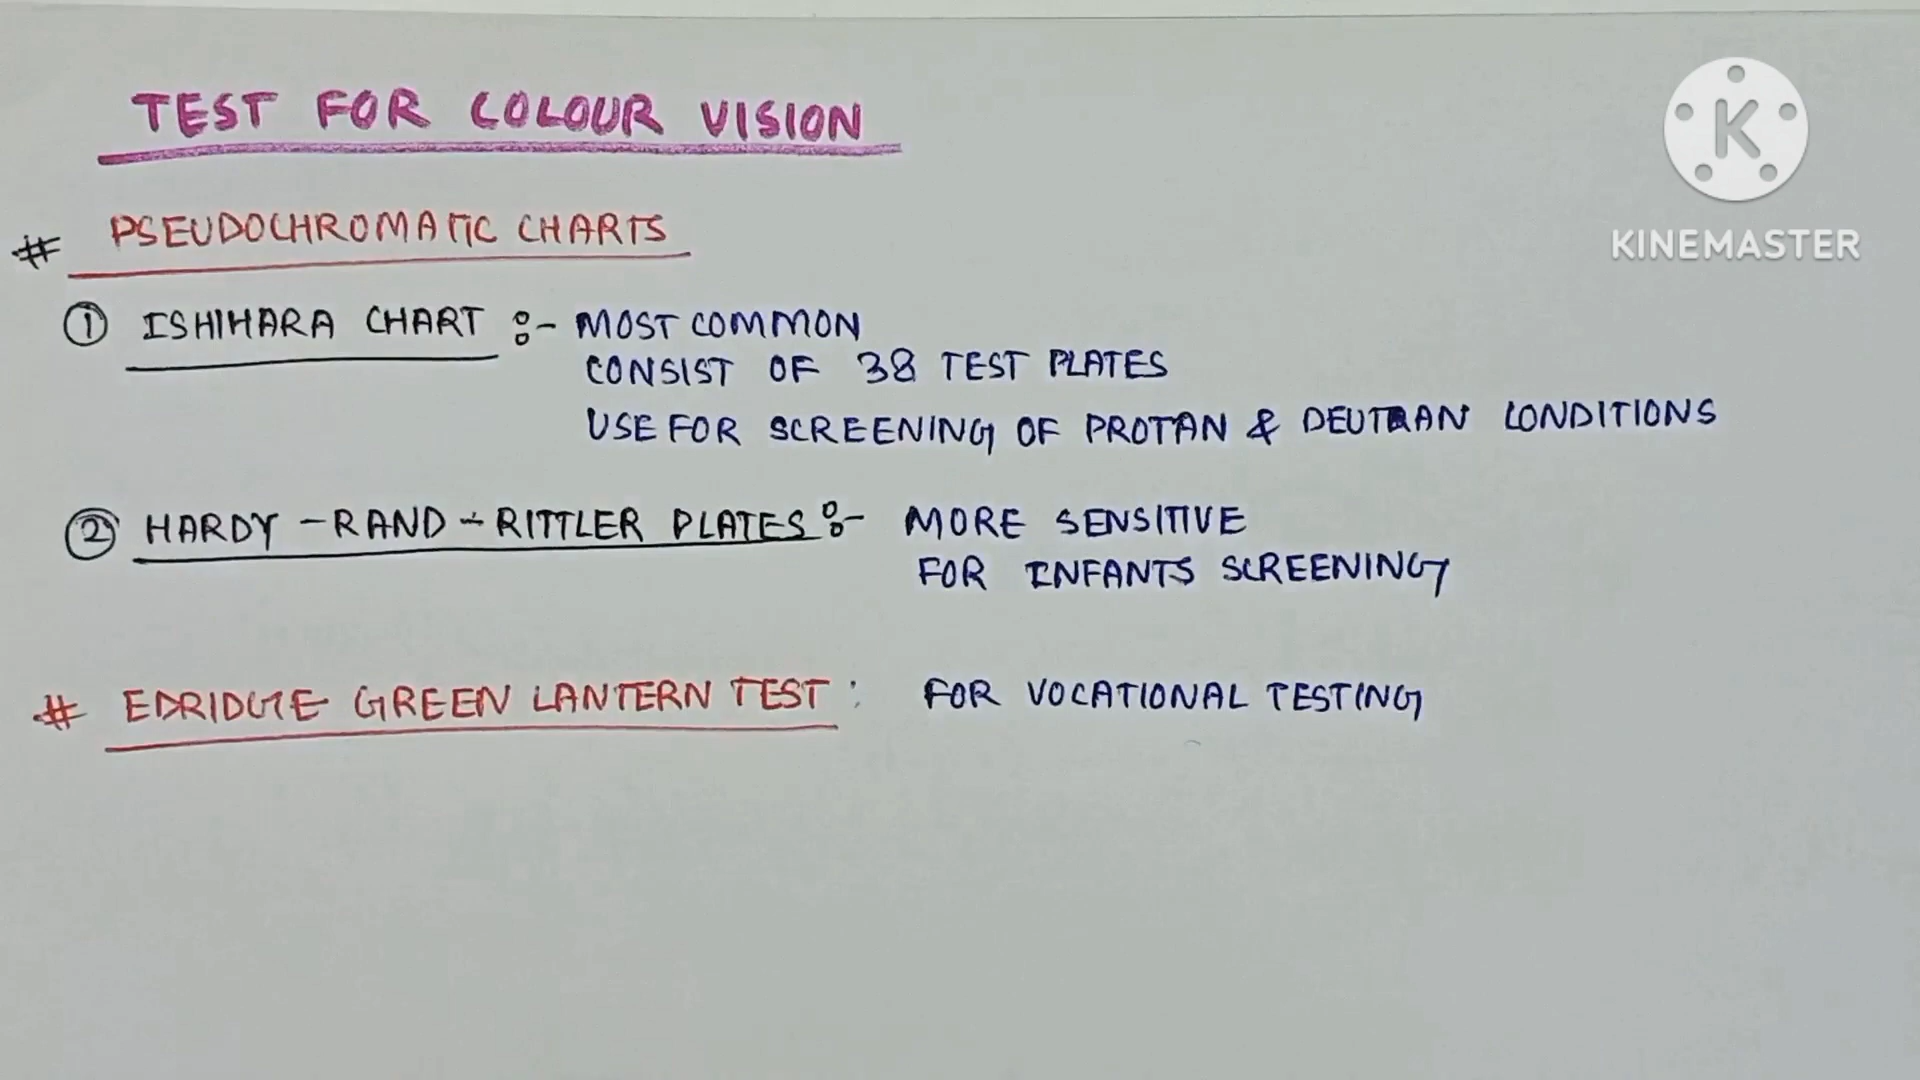 TEST FOR COLOUR VISION
K
KINEMASTER
# PSEUDOCHROMATIC CHARTS
① ISHIHARA CHART :- MOST COMMON
CONSIST OF 38 TEST PLATES
USE FOR SCREENING OF PROTAN & DEUTRAN CONDITIONS
② HARDY - RAND - RITTLER PLATES :- MORE SENSITIVE
FOR INFANTS SCREENING
# EDRIDGE GREEN LANTERN TEST : FOR VOCATIONAL TESTING